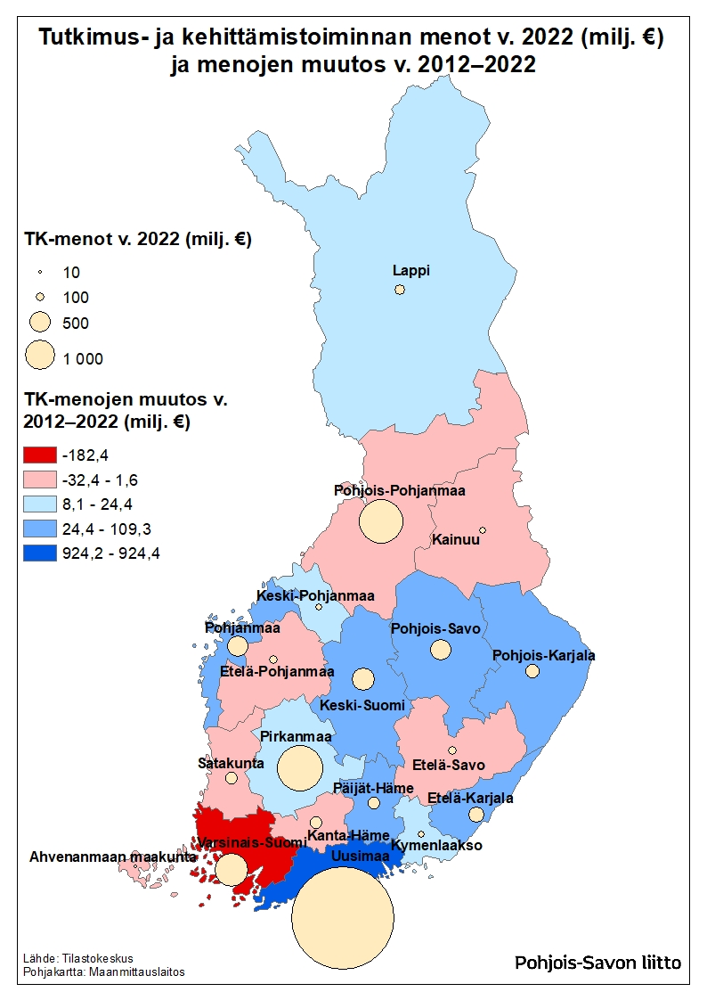 Tutkimus- ja kehittämistoiminnan menot v. 2022 (milj. €)
ja menojen muutos v. 2012–2022
TK-menot v. 2022 (milj. €)
10
100
500
1 000
TK-menojen muutos v.
2012–2022 (milj. €)
-182,4
-32,4 - 1,6
8,1 - 24,4
24,4 - 109,3
924,2 - 924,4
Lappi
Pohjois-Pohjanmaa
Kainuu
Keski-Pohjanmaa
Pohjanmaa
Pohjois-Savo
Pohjois-Karjala
Etelä-Pohjanmaa
Keski-Suomi
Pirkanmaa
Satakunta
Etelä-Savo
Päijät-Häme
Etelä-Karjala
Kanta-Häme
Varsinais-Suomi
Kymenlaakso
Uusimaa
Ahvenanmaan maakunta
Lähde: Tilastokeskus
Pohjakartta: Maanmittauslaitos
Pohjois-Savon liitto